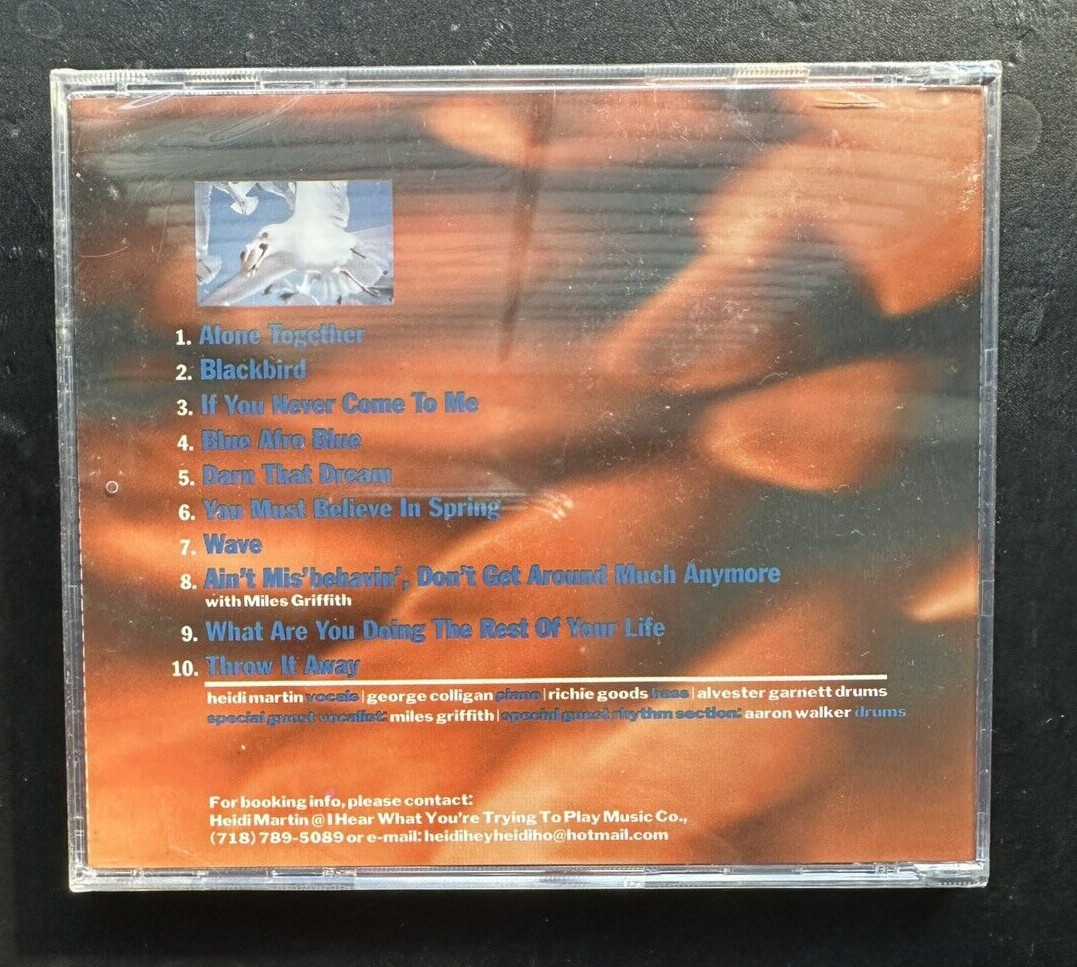 1. Alone Together
2. Blackbird
3. If You Never Come To Me
4. Blue Afro Blue
5. Darn That Dream
6. You Must Believe In Spring
7. Wave
8. Ain't Mis'behavin', Don't Get Around Much Anymore
with Miles Griffith
9. What Are You Doing The Rest Of Your Life
10. Throw It Away
heidi martin vocals | george colligan piano | richie goods bass | alvester garnett drums
special guest vocalist: miles griffith | special guest rhythm section: aaron walker drums
For booking info, please contact:
Heidi Martin @ I Hear What You're Trying To Play Music Co.,
(718) 789-5089 or e-mail: heidiheyheidiho@hotmail.com